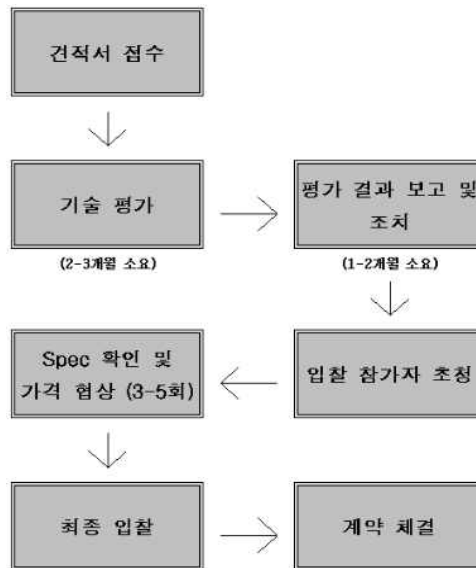 견적서 접수
기술 평가
(2-3개월 소요)
평가 결과 보고 및
조치
(1-2개월 소요)
입찰 참가자 초청
Spec 확인 및
가격 협상 (3-5회)
최종 입찰
계약 체결